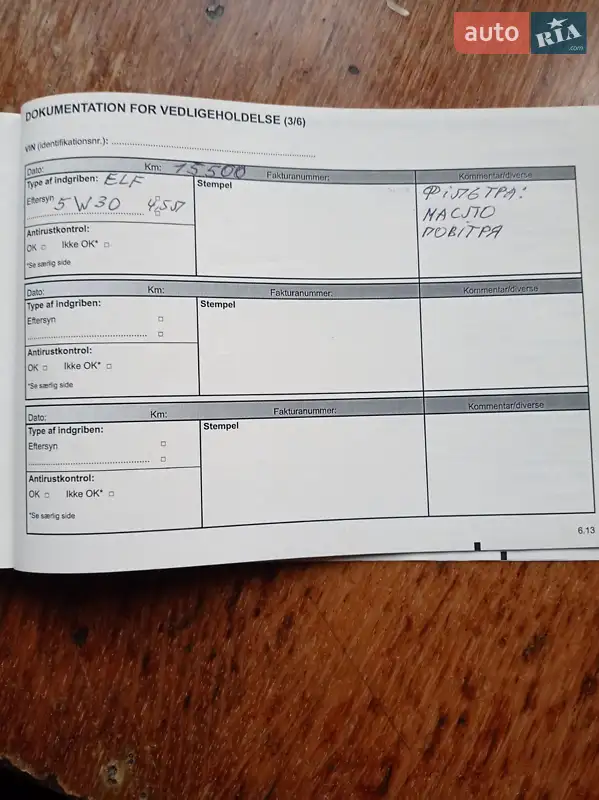 auto RIA .com
DOKUMENTATION FOR VEDLIGEHOLDELSE (3/6)
VIN (identifikationsnr.):
Dato: Km: 15500 Fakturanummer: Kommentar/diverse
Type af indgriben: ELF Stempel ФІЛЬТРА:
Eftersyn 5W30 4,5Л МАСЛО
Antirustkontrol: ПОВІТРЯ
OK Ikke OK*
*Se særlig side
Dato: Km: Fakturanummer: Kommentar/diverse
Type af indgriben: Stempel
Eftersyn
Antirustkontrol:
OK Ikke OK*
*Se særlig side
Dato: Km: Fakturanummer: Kommentar/diverse
Type af indgriben: Stempel
Eftersyn
Antirustkontrol:
OK Ikke OK*
*Se særlig side
6.13